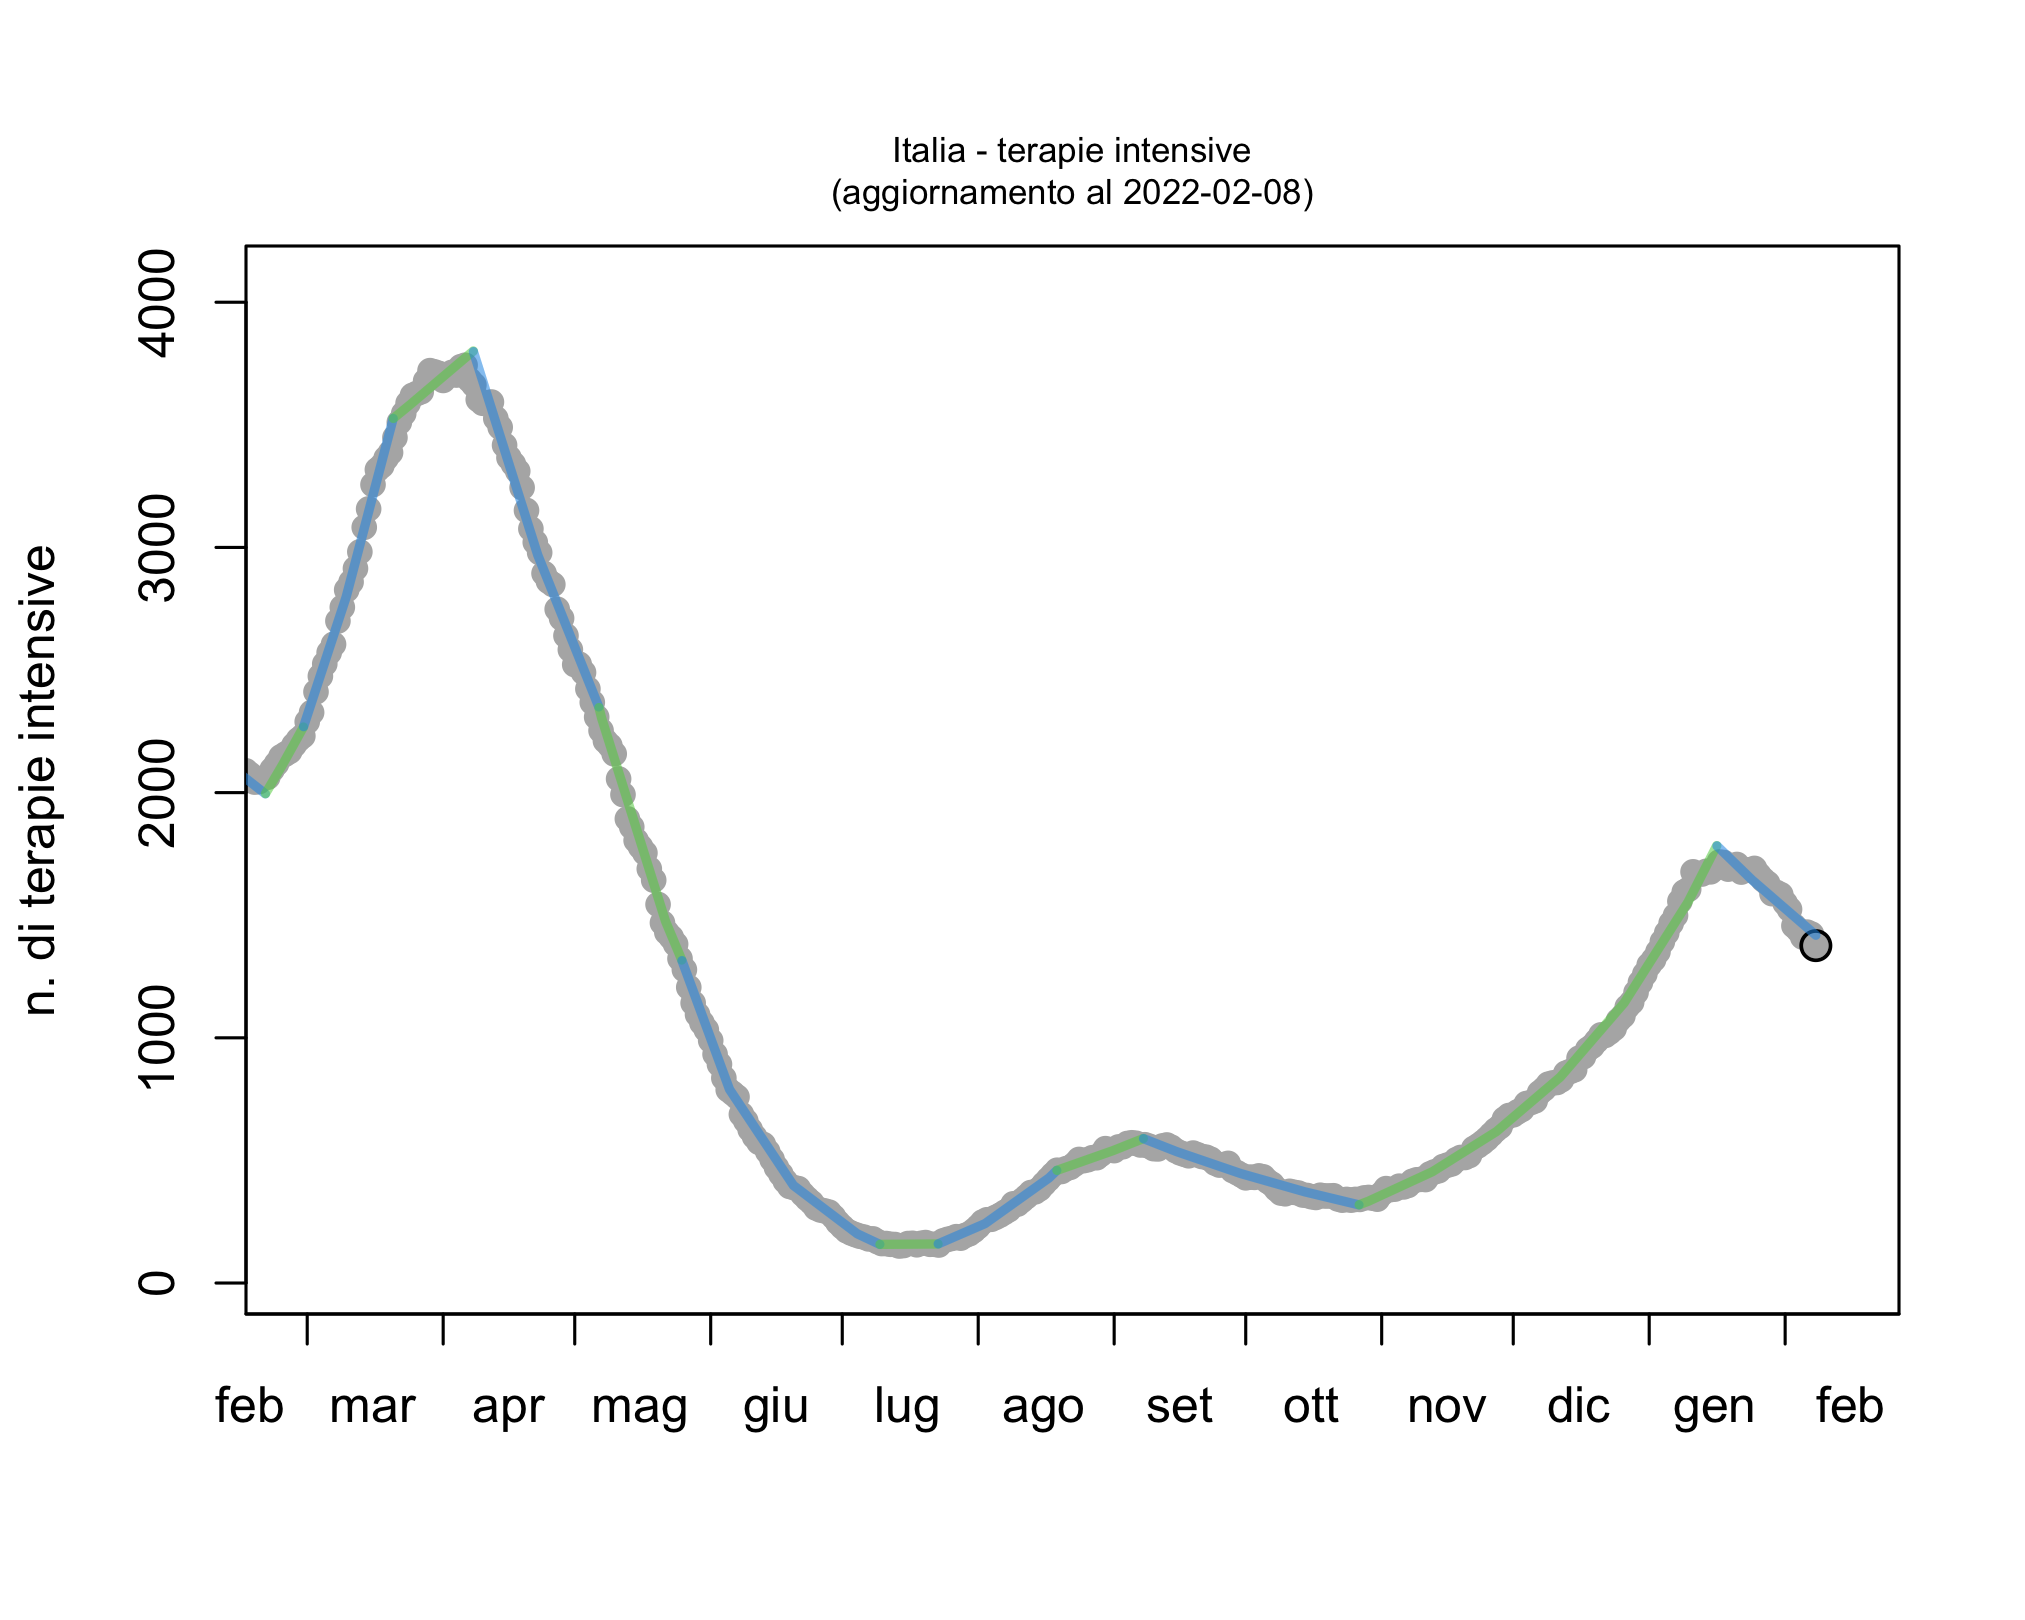 Italia - terapie intensive
(aggiornamento al 2022-02-08)
n. di terapie intensive
4000
3000
2000
1000
0
feb mar apr mag giu lug ago set ott nov dic gen feb